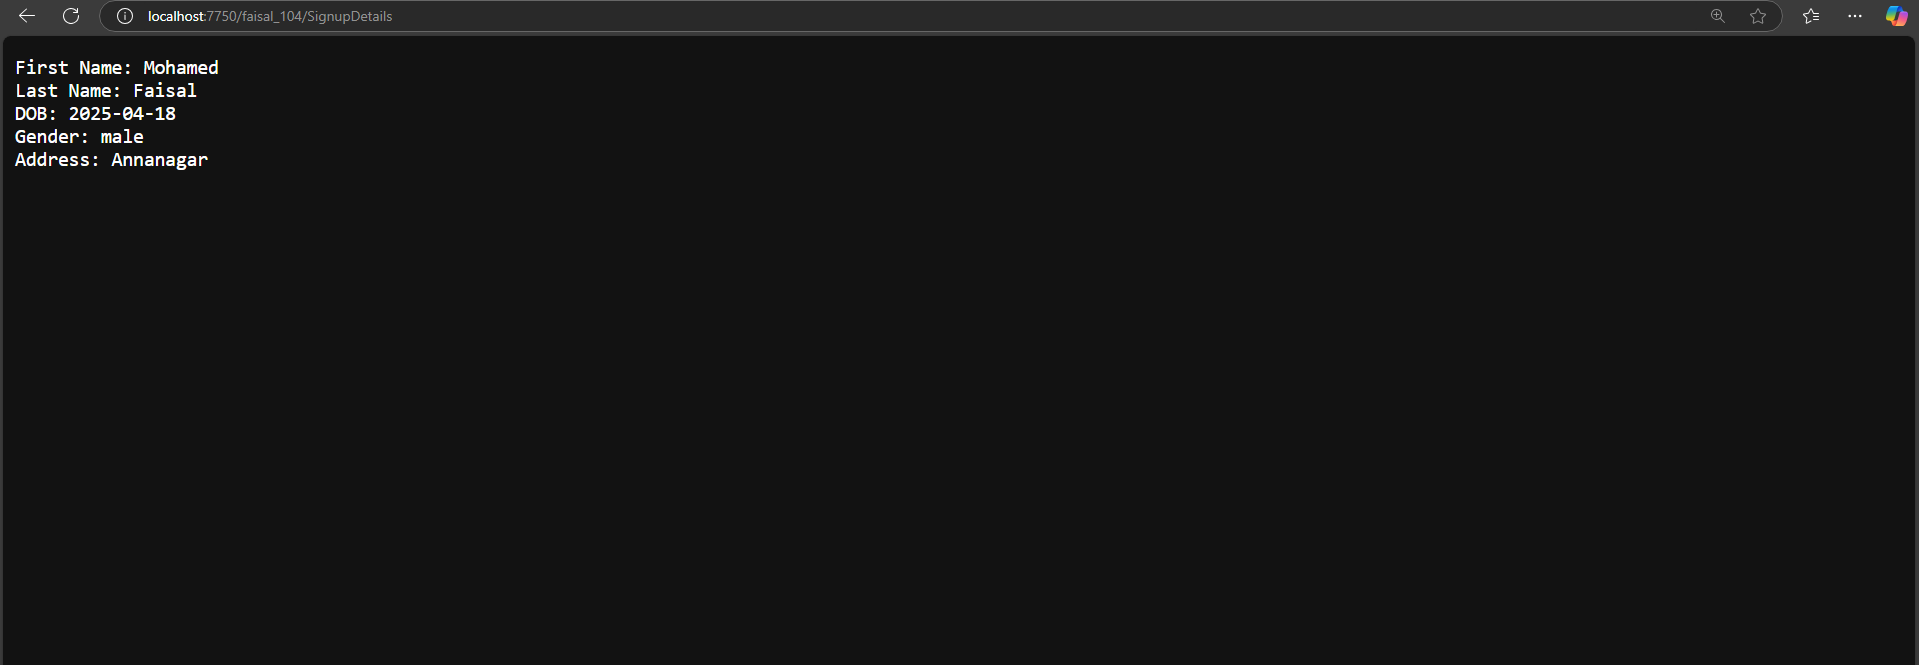 localhost:7750/faisal_104/SignupDetails
First Name: Mohamed
Last Name: Faisal
DOB: 2025-04-18
Gender: male
Address: Annanagar